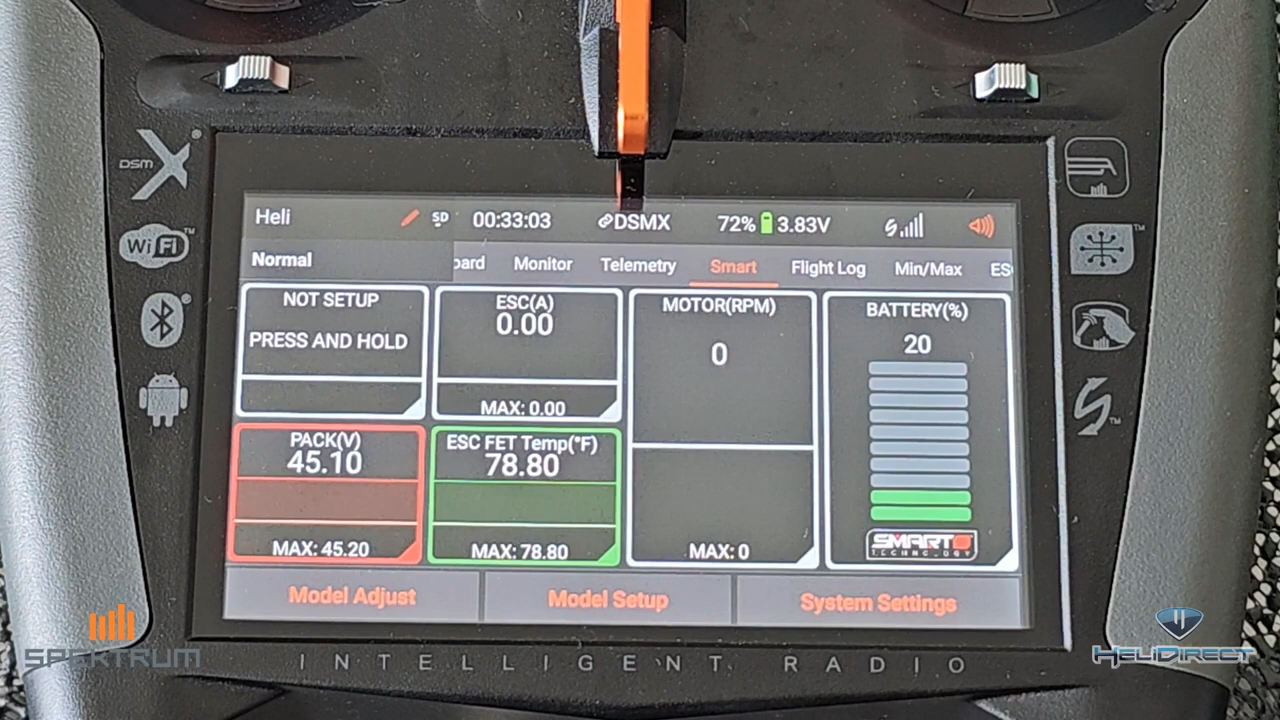 DSM X
WiFi
Heli
SD
00:33:03
DSMX
72%
3.83V
Normal
oard
Monitor
Telemetry
Smart
Flight Log
Min/Max
ES
NOT SETUP
PRESS AND HOLD
ESC(A)
0.00
MAX: 0.00
MOTOR(RPM)
0
MAX: 0
BATTERY(%)
20
SMART
TECHNOLOGY
PACK(V)
45.10
MAX: 45.20
ESC FET Temp(°F)
78.80
MAX: 78.80
Model Adjust
Model Setup
System Settings
INTELLIGENT RADIO
SPEKTRUM
HELIDIRECT